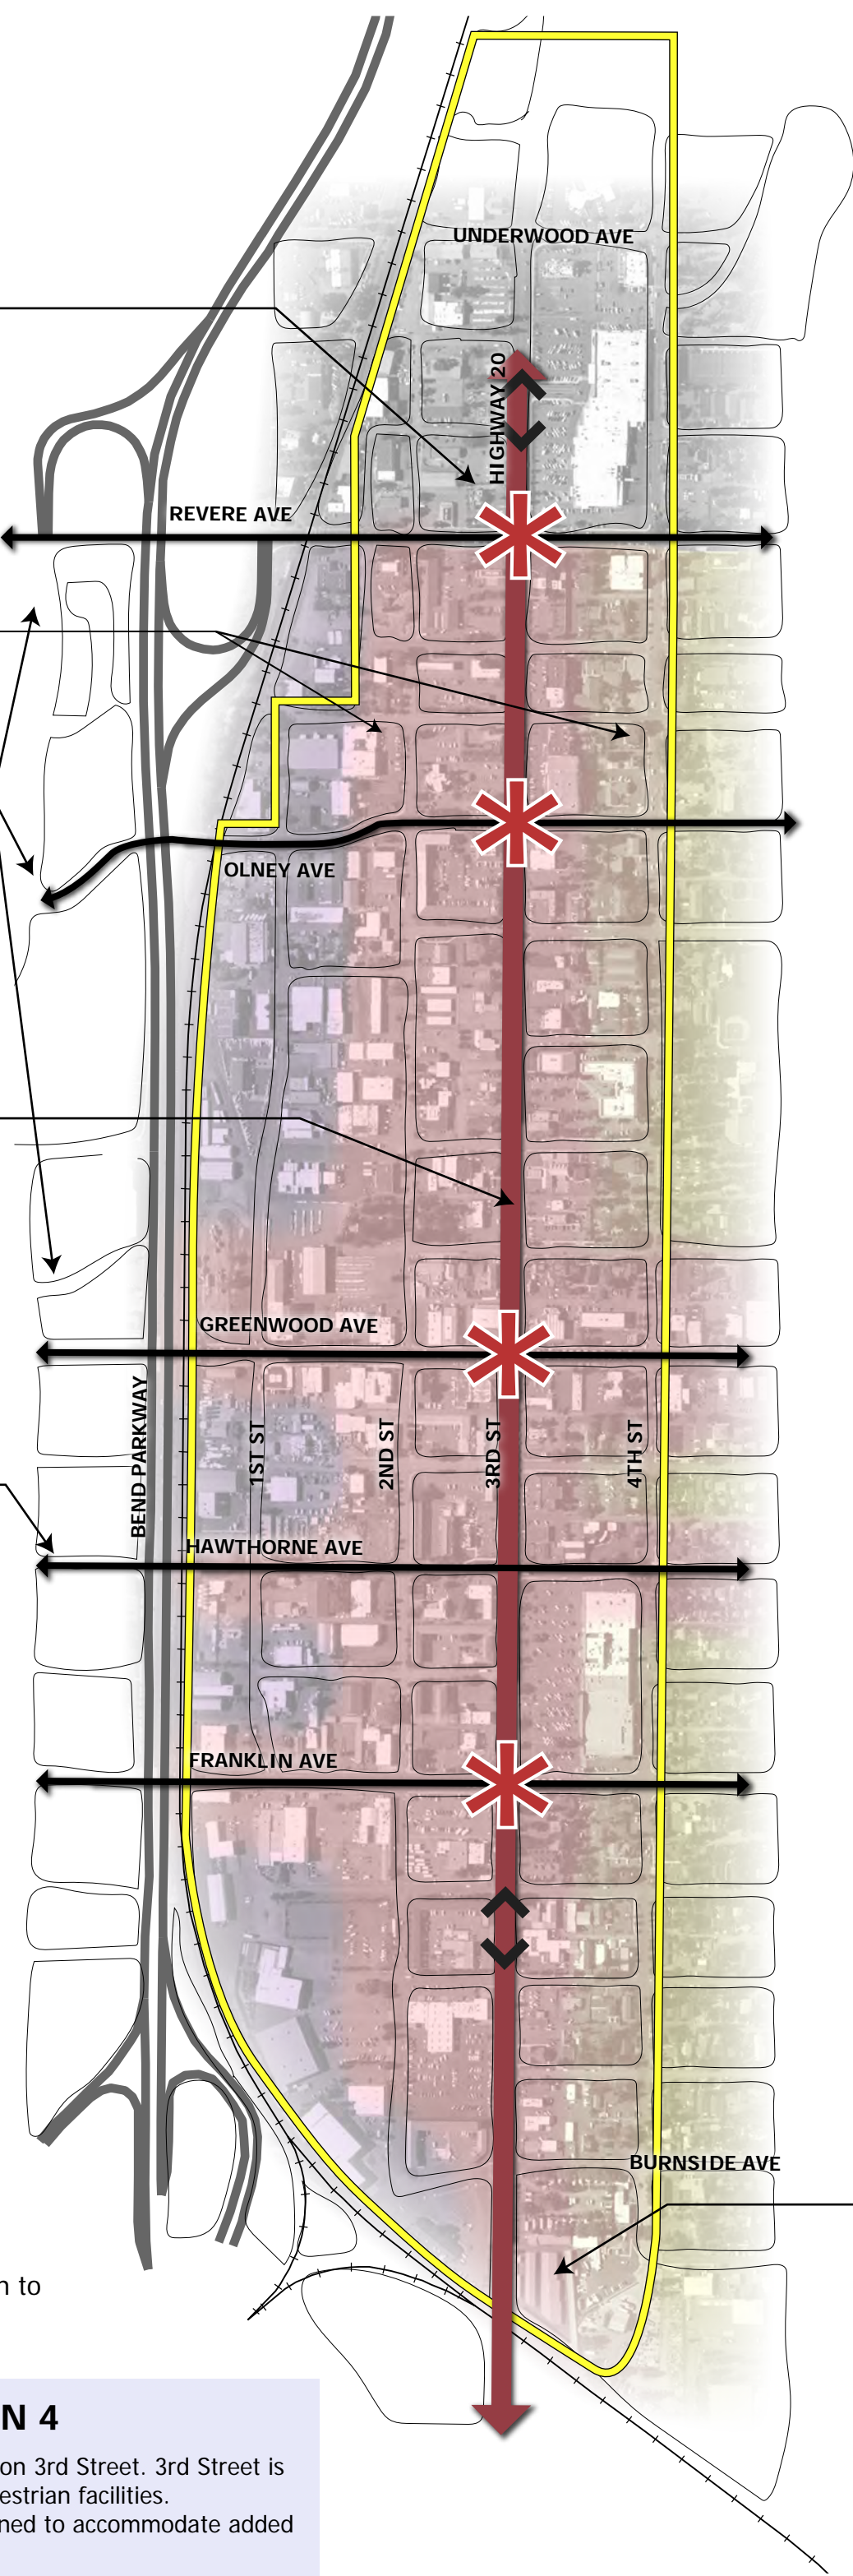 UNDERWOOD AVE
HIGHWAY 20
REVERE AVE
OLNEY AVE
GREENWOOD AVE
BEND PARKWAY
1ST ST
2ND ST
3RD ST
4TH ST
HAWTHORNE AVE
FRANKLIN AVE
BURNSIDE AVE
to
N 4
on 3rd Street. 3rd Street is
facilities.
to accommodate added